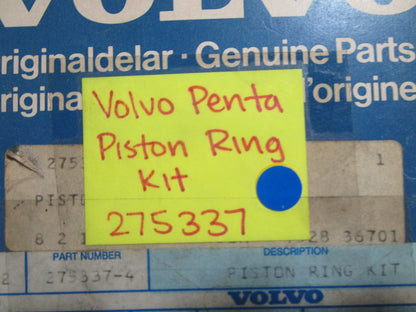 VOLVO
originaldelar · Genuine Parts
origina l'origine
Volvo Penta
Piston Ring
Kit
275337
275 1
PIST
8 2 1 2B 36701
PART NUMBER DESCRIPTION
2 275337-4 PISTON RING KIT
VOLVO